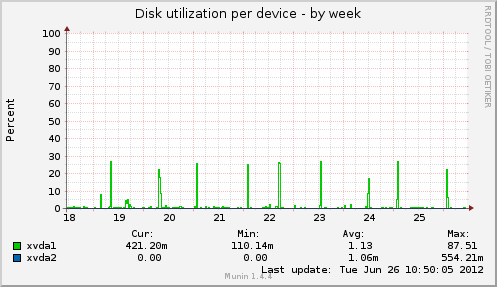 Disk utilization per device - by week
RRDTOOL / TOBI OETIKER
Percent
100
90
80
70
60
50
40
30
20
10
0
18 19 20 21 22 23 24 25
Cur: Min: Avg: Max:
xvda1 421.20m 110.14m 1.13 87.51
xvda2 0.00 0.00 1.06m 554.21m
Last update: Tue Jun 26 10:50:05 2012
Munin 1.4.4